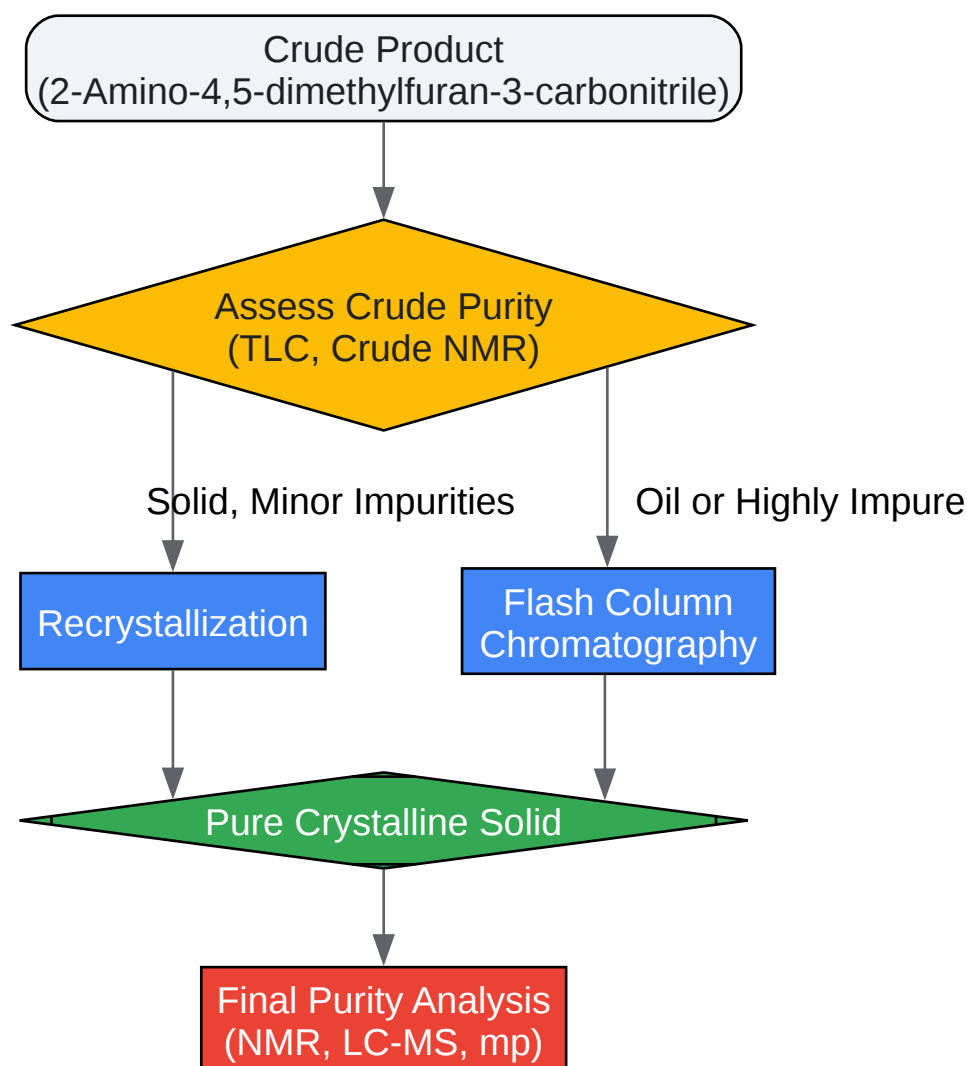 Crude Product
(2-Amino-4,5-dimethylfuran-3-carbonitrile)
Assess Crude Purity
(TLC, Crude NMR)
Solid, Minor Impurities
Oil or Highly Impure
Recrystallization
Flash Column
Chromatography
Pure Crystalline Solid
Final Purity Analysis
(NMR, LC-MS, mp)